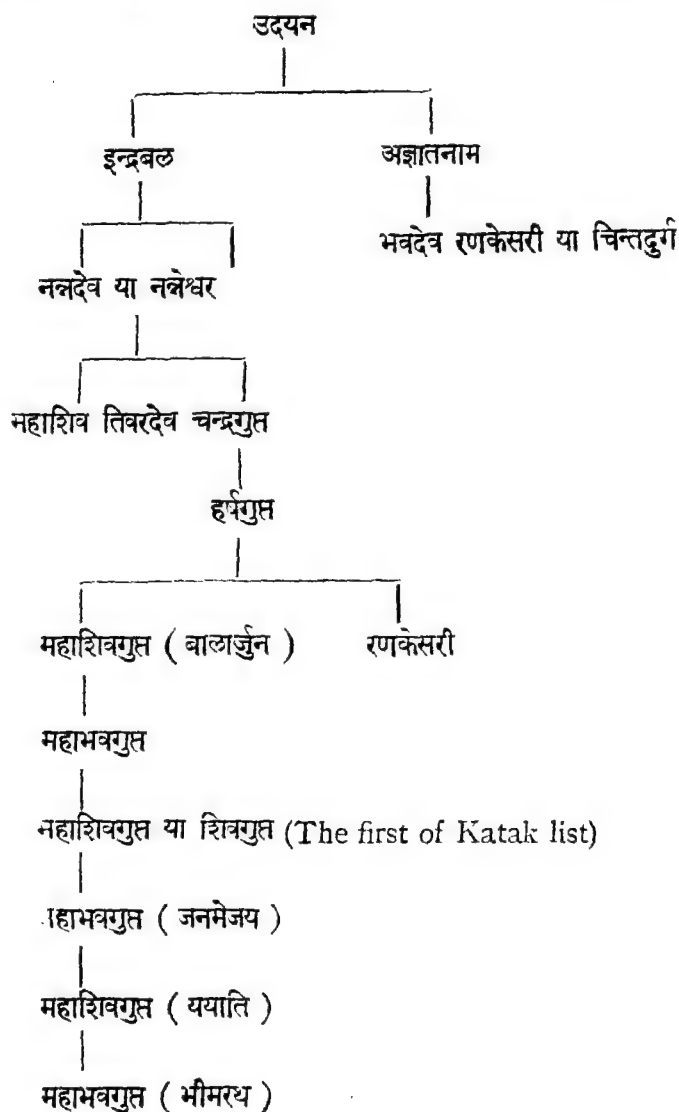 उदयन
इन्द्रबल अज्ञातनाम
भवदेव रणकेसरी या चिन्तदुर्ग
नन्नदेव या नन्नेश्वर
महाशिव तिवरदेव चन्द्रगुप्त
हर्षगुप्त
महाशिवगुप्त ( बालार्जुन ) रणकेसरी
महाभवगुप्त
महाशिवगुप्त या शिवगुप्त (The first of Katak list)
महाभवगुप्त ( जनमेजय )
महाशिवगुप्त ( ययाति )
महाभवगुप्त ( भीमरथ )